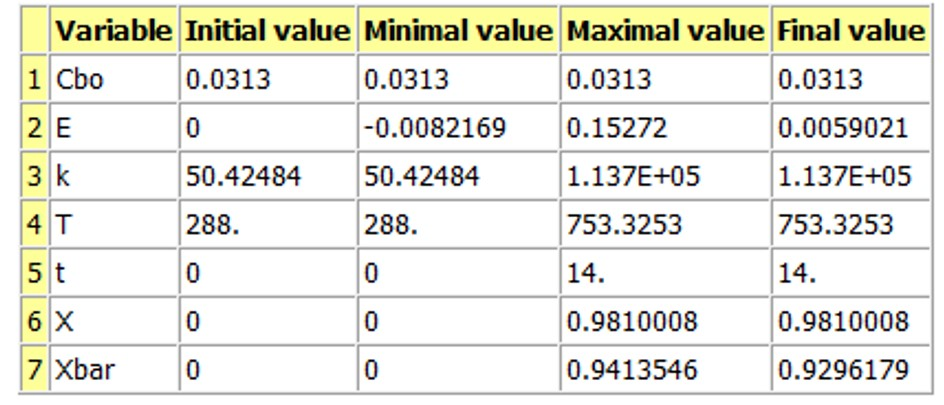 Variable Initial value Minimal value Maximal value Final value
1 Cbo 0.0313 0.0313 0.0313 0.0313
2 E 0 -0.0082169 0.15272 0.0059021
3 k 50.42484 50.42484 1.137E+05 1.137E+05
4 T 288. 288. 753.3253 753.3253
5 t 0 0 14. 14.
6 X 0 0 0.9810008 0.9810008
7 Xbar 0 0 0.9413546 0.9296179